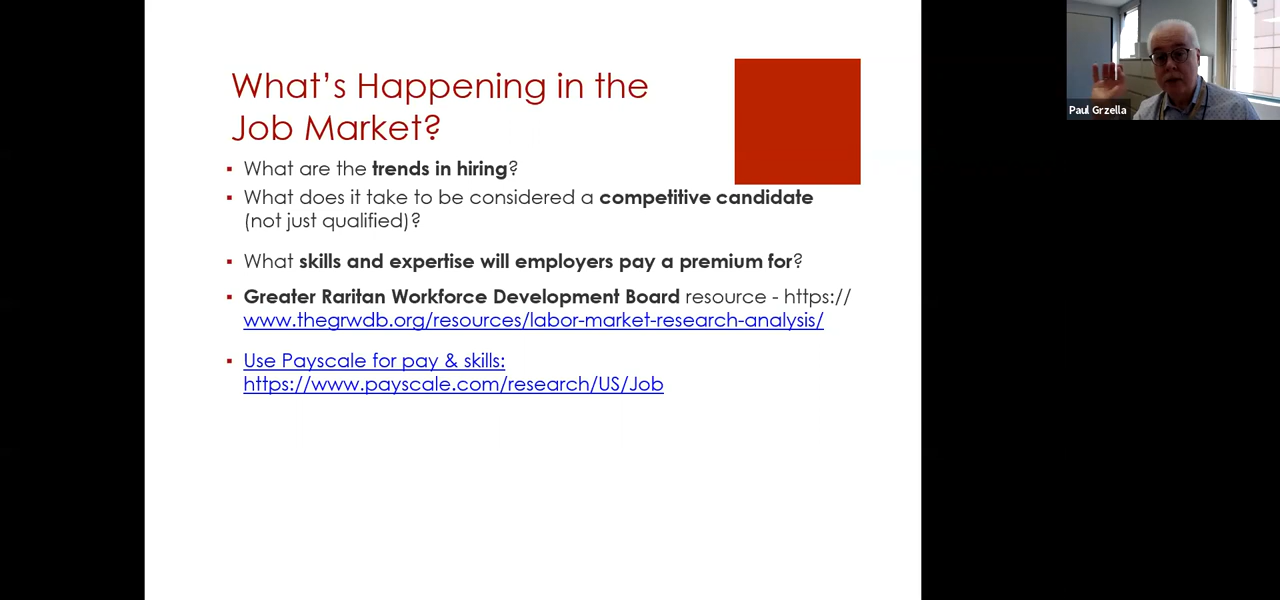 What's Happening in the
Job Market?
▪ What are the trends in hiring?
▪ What does it take to be considered a competitive candidate
(not just qualified)?
▪ What skills and expertise will employers pay a premium for?
▪ Greater Raritan Workforce Development Board resource - https://
www.thegrwdb.org/resources/labor-market-research-analysis/
▪ Use Payscale for pay & skills:
https://www.payscale.com/research/US/Job
Paul Grzella